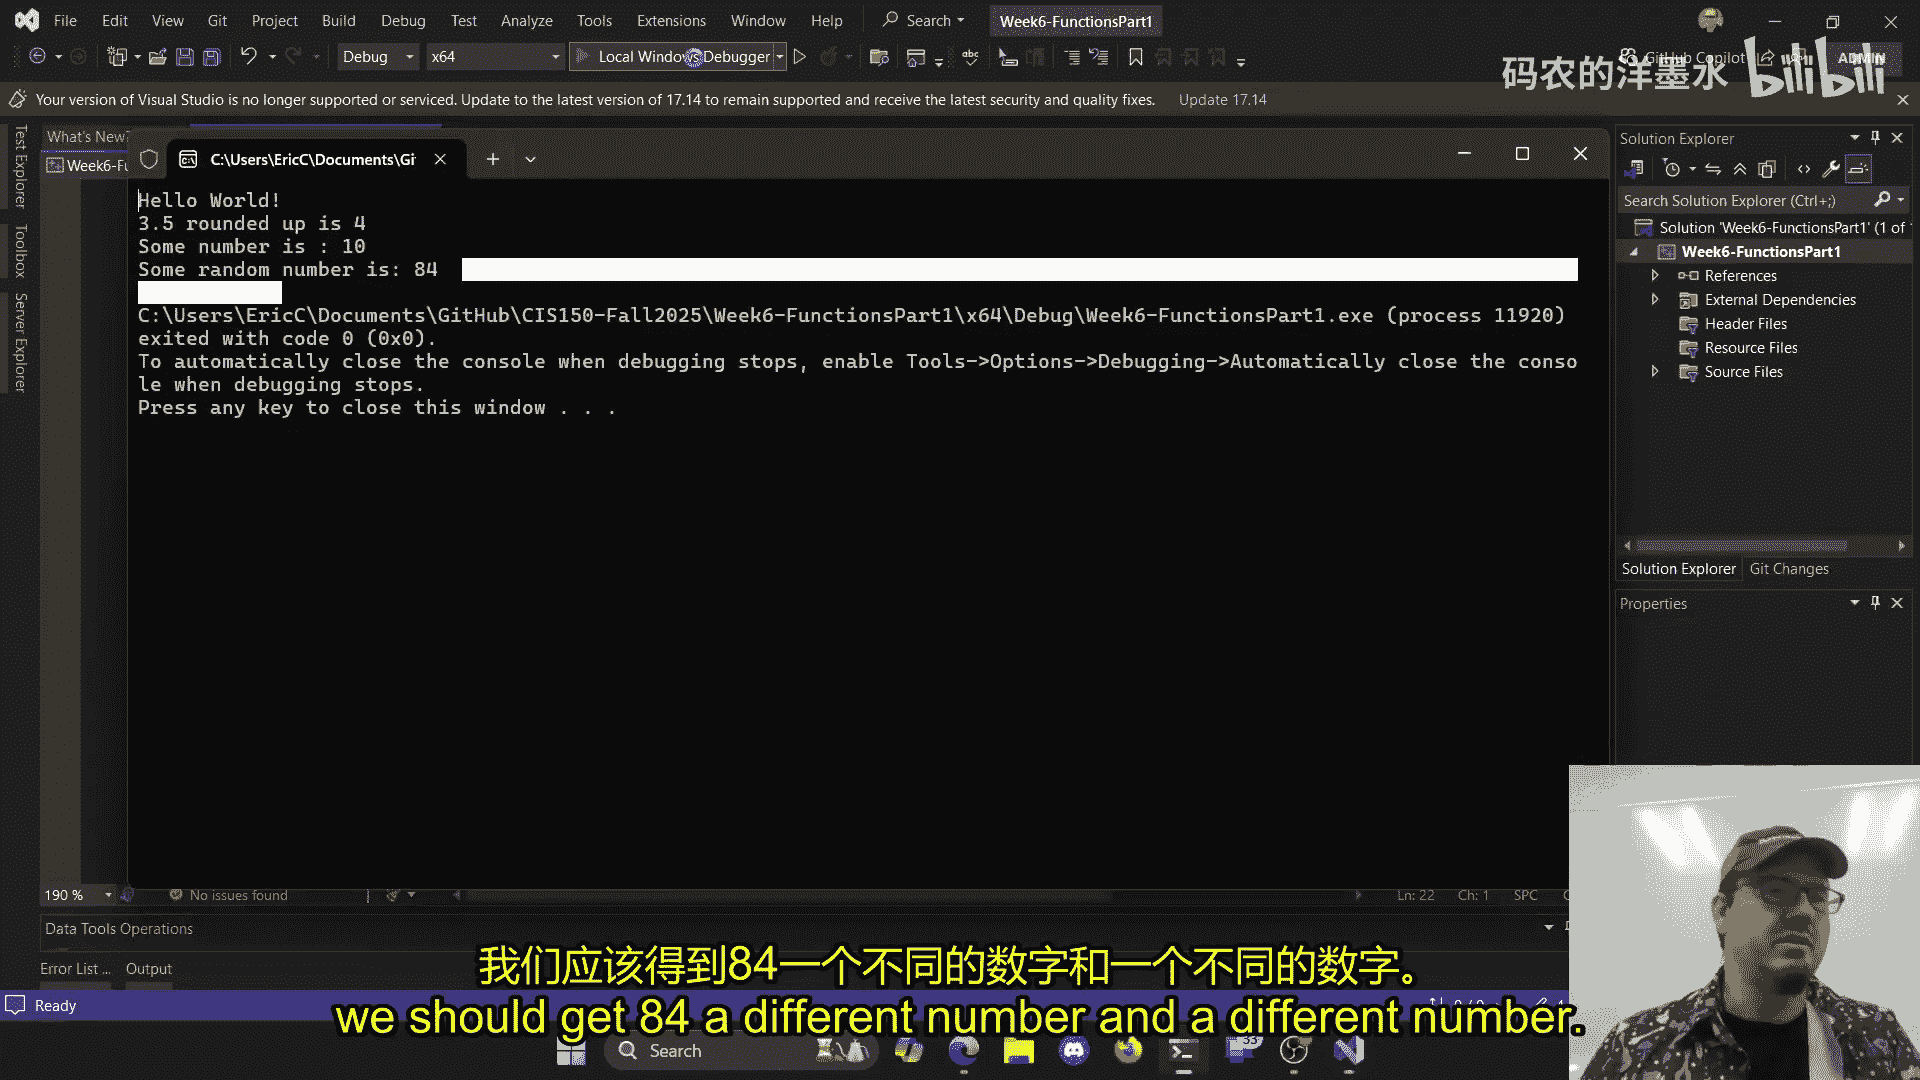 File Edit View Git Project Build Debug Test Analyze Tools Extensions Window Help Search Week6-FunctionsPart1
Debug x64 Local Windows Debugger GitHub Copilot ADMIN
码农的洋墨水 bilibili
Your version of Visual Studio is no longer supported or serviced. Update to the latest version of 17.14 to remain supported and receive the latest security and quality fixes. Update 17.14
Test Explorer
Toolbox
Server Explorer
What's New?
Week6-Fu
C:\Users\EricC\Documents\Gi
Hello World!
3.5 rounded up is 4
Some number is : 10
Some random number is: 84
C:\Users\EricC\Documents\GitHub\CIS150-Fall2025\Week6-FunctionsPart1\x64\Debug\Week6-FunctionsPart1.exe (process 11920)
exited with code 0 (0x0).
To automatically close the console when debugging stops, enable Tools->Options->Debugging->Automatically close the conso
le when debugging stops.
Press any key to close this window . . .
Solution Explorer
Search Solution Explorer (Ctrl+;)
Solution 'Week6-FunctionsPart1' (1 of
Week6-FunctionsPart1
References
External Dependencies
Header Files
Resource Files
Source Files
Solution Explorer Git Changes
Properties
190 % No issues found Ln: 22 Ch: 1 SPC
Data Tools Operations
Error List ... Output
Ready
我们应该得到84一个不同的数字和一个不同的数字。
we should get 84 a different number and a different number.
Search
33